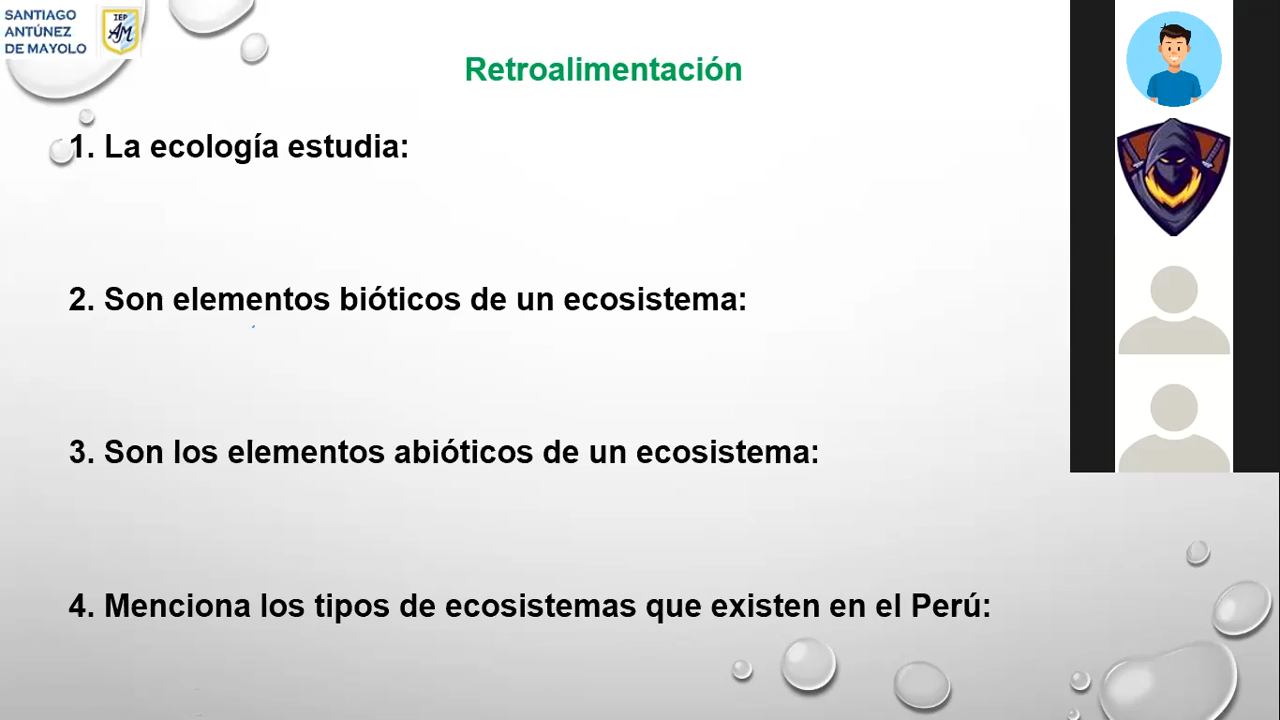 SANTIAGO
ANTÚNEZ
DE MAYOLO
IEP
AM
Retroalimentación
1. La ecología estudia:
2. Son elementos bióticos de un ecosistema:
3. Son los elementos abióticos de un ecosistema:
4. Menciona los tipos de ecosistemas que existen en el Perú: